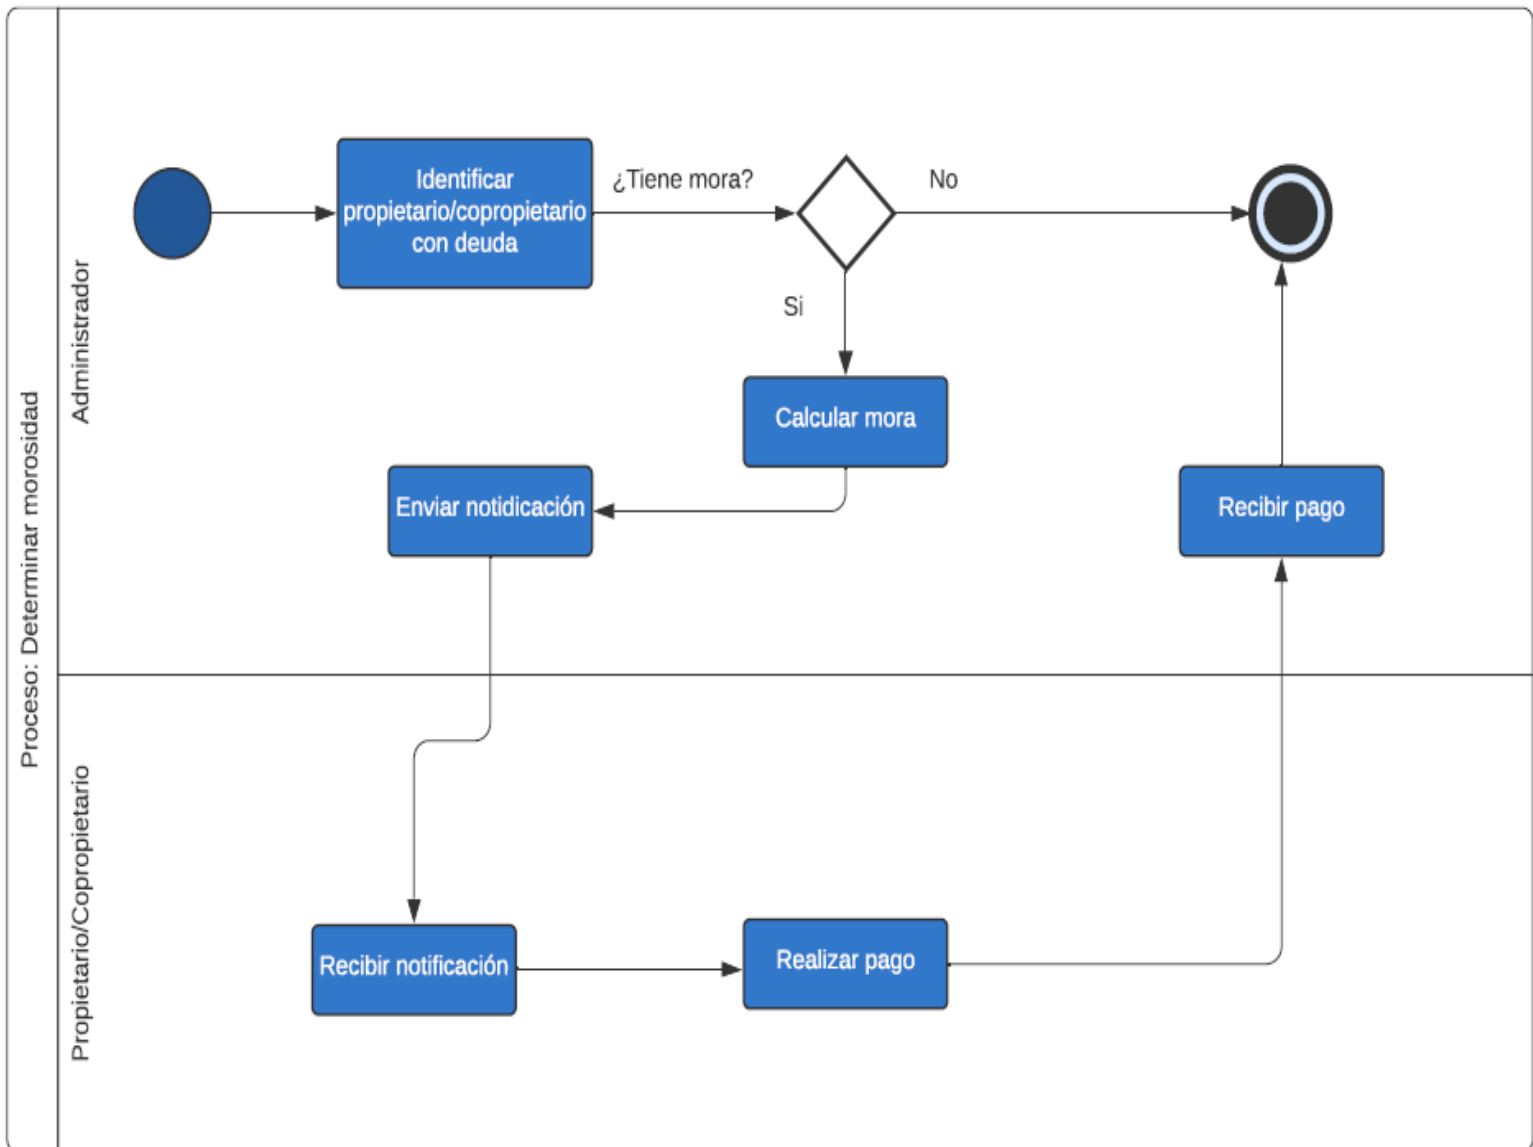 Proceso: Determinar morosidad
Administrador
Identificar
propietario/copropietario
con deuda
¿Tiene mora?
No
Si
Calcular mora
Enviar notidicación
Recibir pago
Propietario/Copropietario
Recibir notificación
Realizar pago